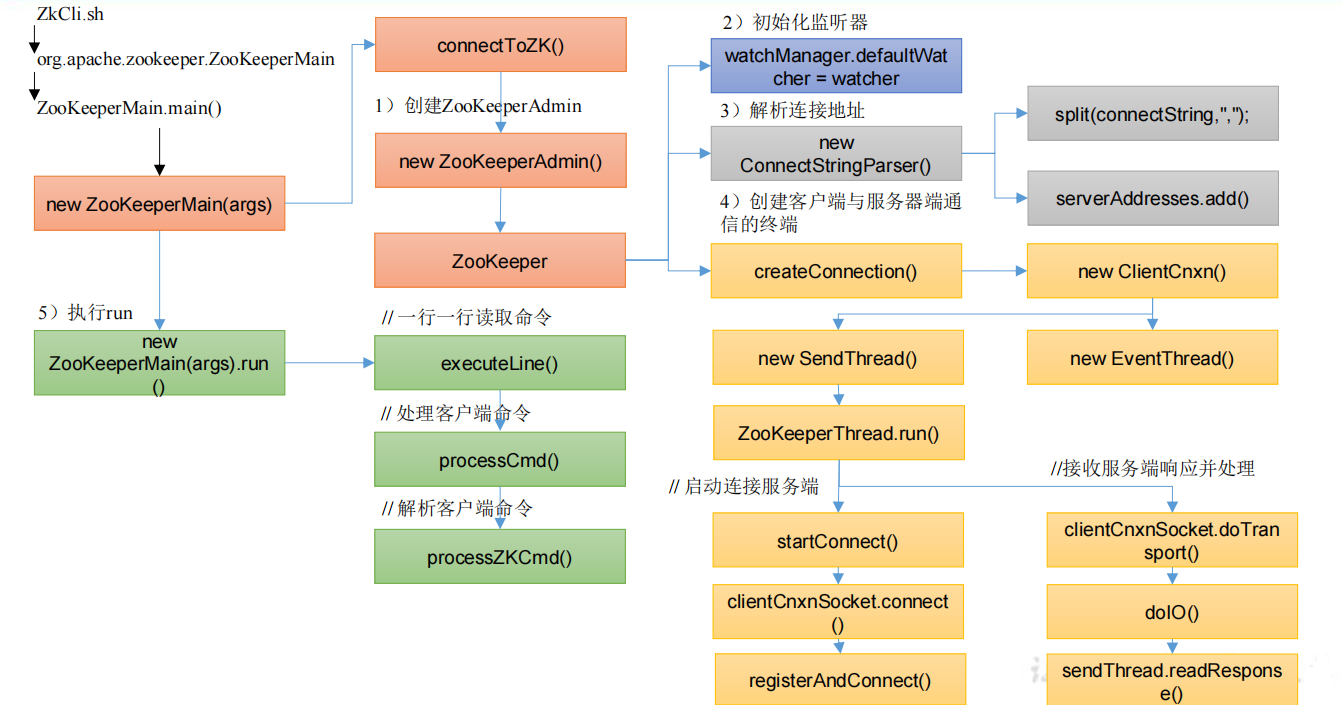 ZkCli.sh
org.apache.zookeeper.ZooKeeperMain
ZooKeeperMain.main()
new ZooKeeperMain(args)
5）执行run
new
ZooKeeperMain(args).run
()
connectToZK()
1）创建ZooKeeperAdmin
new ZooKeeperAdmin()
ZooKeeper
// 一行一行读取命令
executeLine()
// 处理客户端命令
processCmd()
// 解析客户端命令
processZKCmd()
2）初始化监听器
watchManager.defaultWat
cher = watcher
3）解析连接地址
new
ConnectStringParser()
split(connectString,",");
serverAddresses.add()
4）创建客户端与服务器端通
信的终端
createConnection()
new ClientCnxn()
new SendThread()
new EventThread()
ZooKeeperThread.run()
// 启动连接服务端
startConnect()
clientCnxnSocket.connect
()
registerAndConnect()
//接收服务端响应并处理
clientCnxnSocket.doTran
sport()
doIO()
sendThread.readRespons
e()